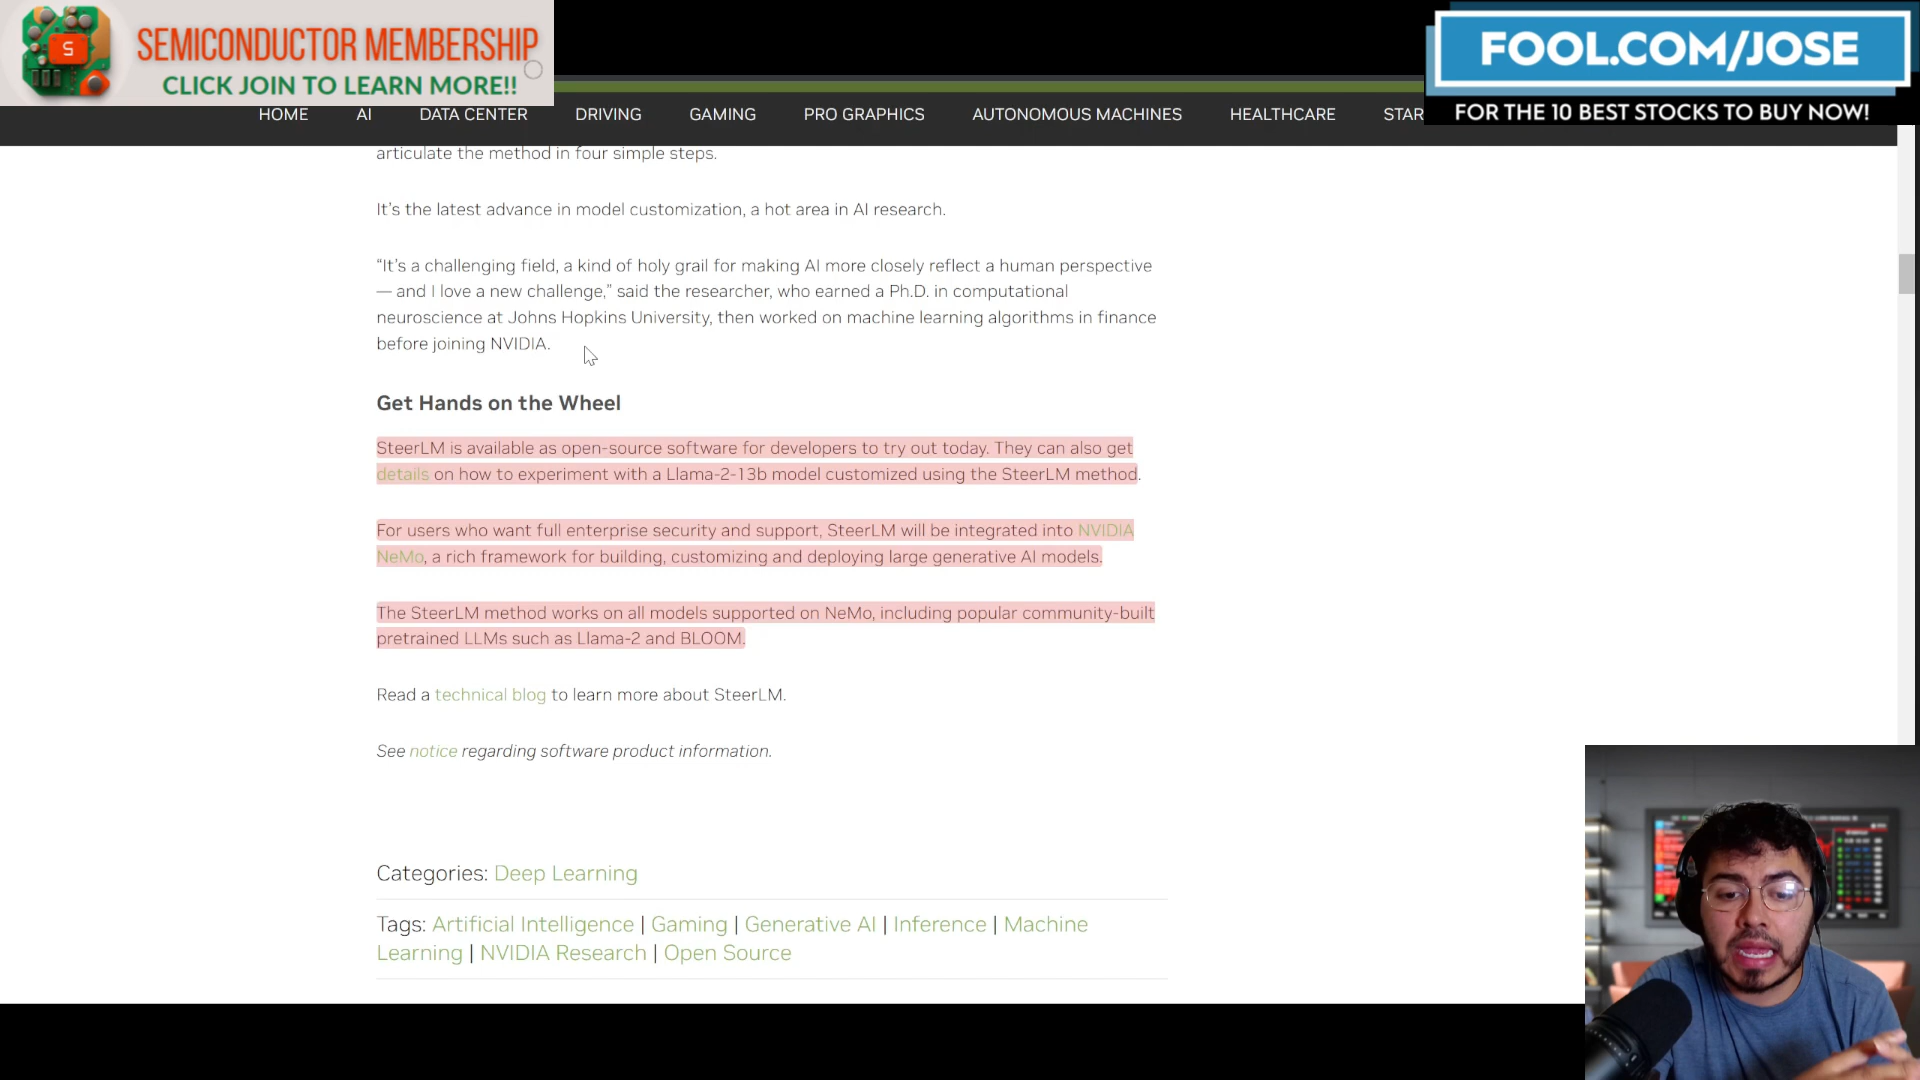 SEMICONDUCTOR MEMBERSHIP
CLICK JOIN TO LEARN MORE!!
S
FOOL.COM/JOSE
FOR THE 10 BEST STOCKS TO BUY NOW!
HOME AI DATA CENTER DRIVING GAMING PRO GRAPHICS AUTONOMOUS MACHINES HEALTHCARE STAR
articulate the method in four simple steps.
It's the latest advance in model customization, a hot area in AI research.
“It's a challenging field, a kind of holy grail for making AI more closely reflect a human perspective
— and I love a new challenge,” said the researcher, who earned a Ph.D. in computational
neuroscience at Johns Hopkins University, then worked on machine learning algorithms in finance
before joining NVIDIA.
Get Hands on the Wheel
SteerLM is available as open-source software for developers to try out today. They can also get
details on how to experiment with a Llama-2-13b model customized using the SteerLM method.
For users who want full enterprise security and support, SteerLM will be integrated into NVIDIA
NeMo, a rich framework for building, customizing and deploying large generative AI models.
The SteerLM method works on all models supported on NeMo, including popular community-built
pretrained LLMs such as Llama-2 and BLOOM.
Read a technical blog to learn more about SteerLM.
See notice regarding software product information.
Categories: Deep Learning
Tags: Artificial Intelligence | Gaming | Generative AI | Inference | Machine
Learning | NVIDIA Research | Open Source